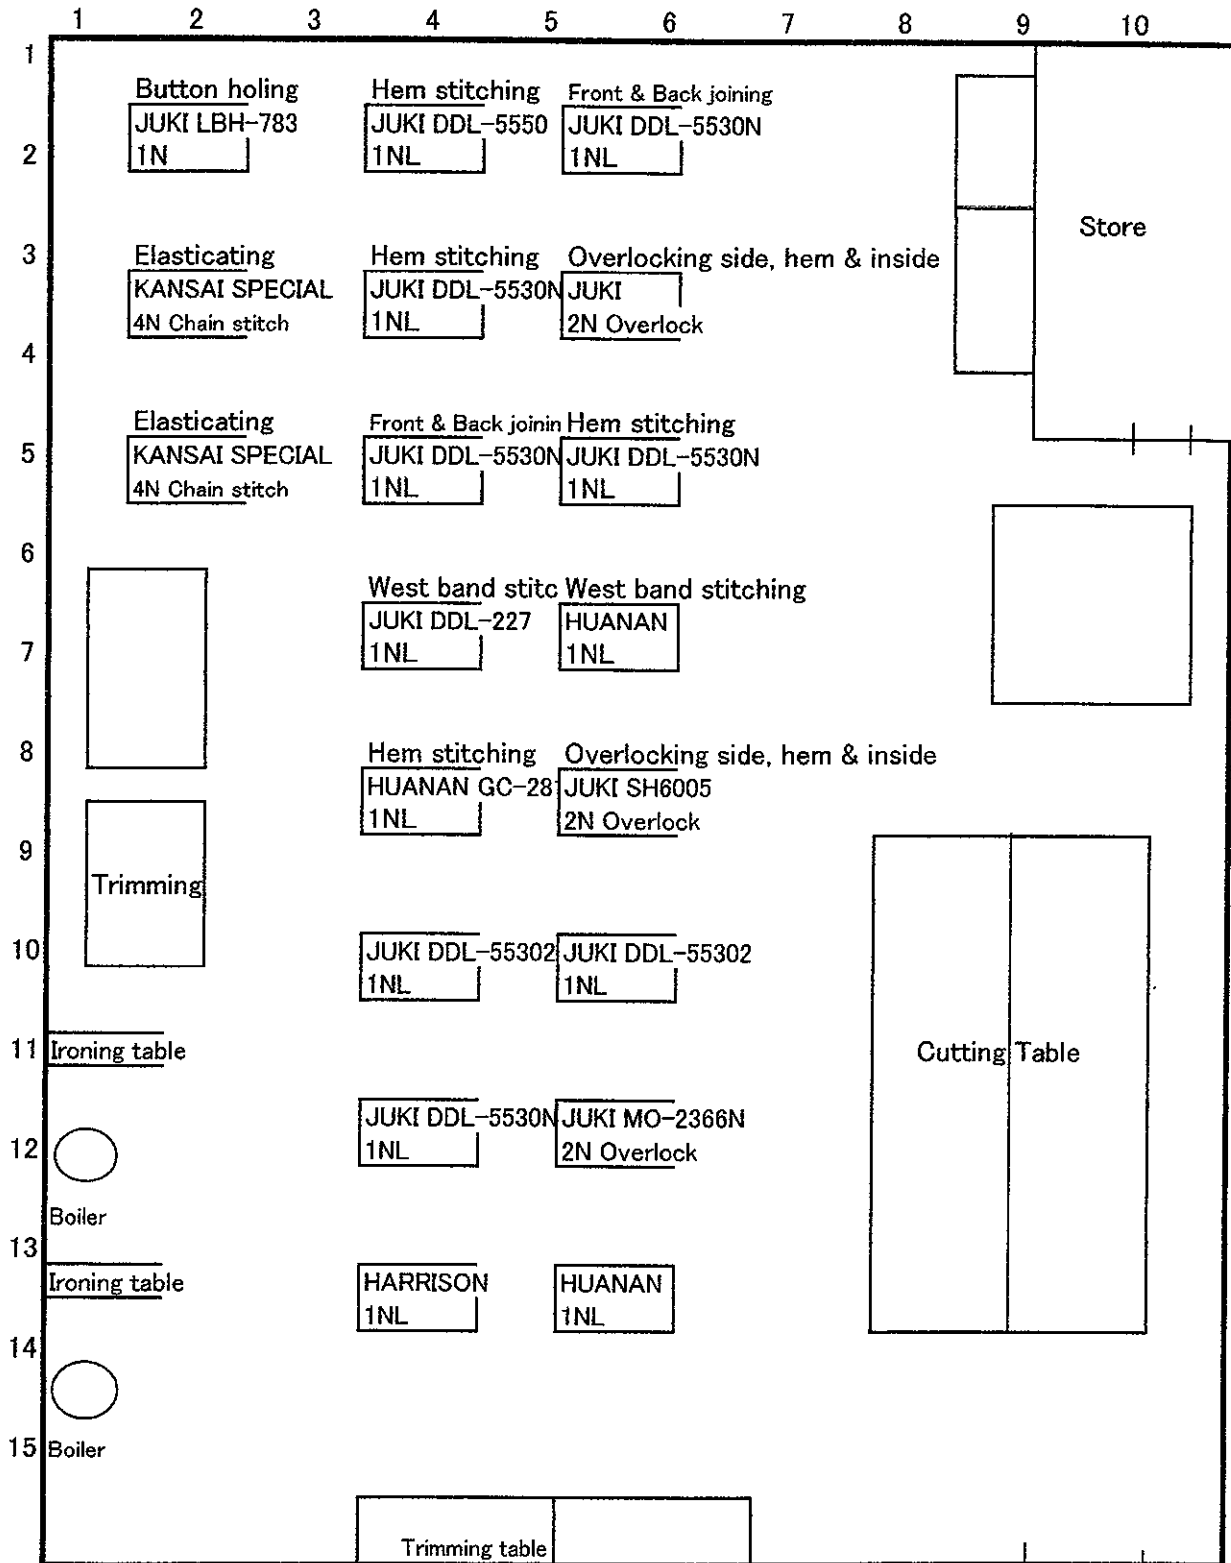 1 2 3 4 5 6 7 8 9 10
1
Button holing Hem stitching Front & Back joining
JUKI LBH-783 JUKI DDL-5550 JUKI DDL-5530N
2 1N 1NL 1NL
Store
3 Elasticating Hem stitching Overlocking side, hem & inside
KANSAI SPECIAL JUKI DDL-5530N JUKI
4N Chain stitch 1NL 2N Overlock
4
Elasticating Front & Back joinin Hem stitching
5 KANSAI SPECIAL JUKI DDL-5530N JUKI DDL-5530N
4N Chain stitch 1NL 1NL
6
West band stitc West band stitching
JUKI DDL-227 HUANAN
7 1NL 1NL
8 Hem stitching Overlocking side, hem & inside
HUANAN GC-281 JUKI SH6005
1NL 2N Overlock
9
Trimming
10 JUKI DDL-55302 JUKI DDL-55302
1NL 1NL
11 Ironing table Cutting Table
JUKI DDL-5530N JUKI MO-2366N
12 1NL 2N Overlock
Boiler
13
Ironing table HARRISON HUANAN
1NL 1NL
14
15 Boiler
Trimming table